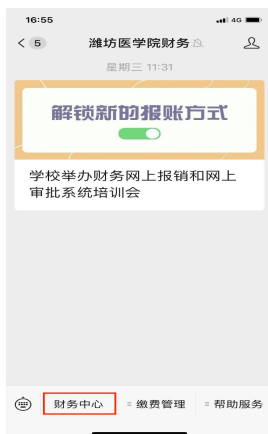 16:55
4G
5
潍坊医学院财务
星期三 11:31
解锁新的报账方式
学校举办财务网上报销和网上
审批系统培训会
财务中心
缴费管理
帮助服务